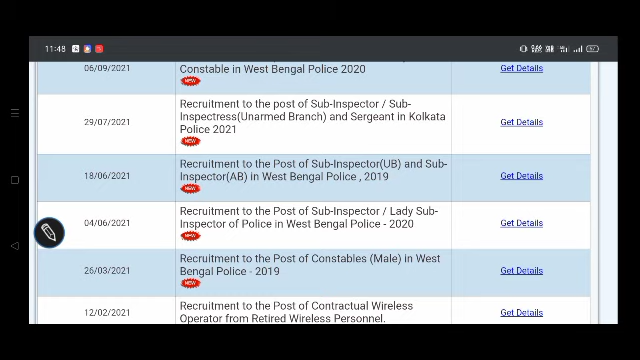 11:48
06/09/2021
Constable in West Bengal Police 2020
NEW
Get Details
29/07/2021
Recruitment to the post of Sub-Inspector / Sub-
Inspectress(Unarmed Branch) and Sergeant in Kolkata
Police 2021
NEW
Get Details
18/06/2021
Recruitment to the Post of Sub-Inspector(UB) and Sub-
Inspector(AB) in West Bengal Police , 2019
NEW
Get Details
04/06/2021
Recruitment to the Post of Sub-Inspector / Lady Sub-
Inspector of Police in West Bengal Police - 2020
NEW
Get Details
26/03/2021
Recruitment to the Post of Constables (Male) in West
Bengal Police - 2019
NEW
Get Details
12/02/2021
Recruitment to the Post of Contractual Wireless
Operator from Retired Wireless Personnel.
Get Details